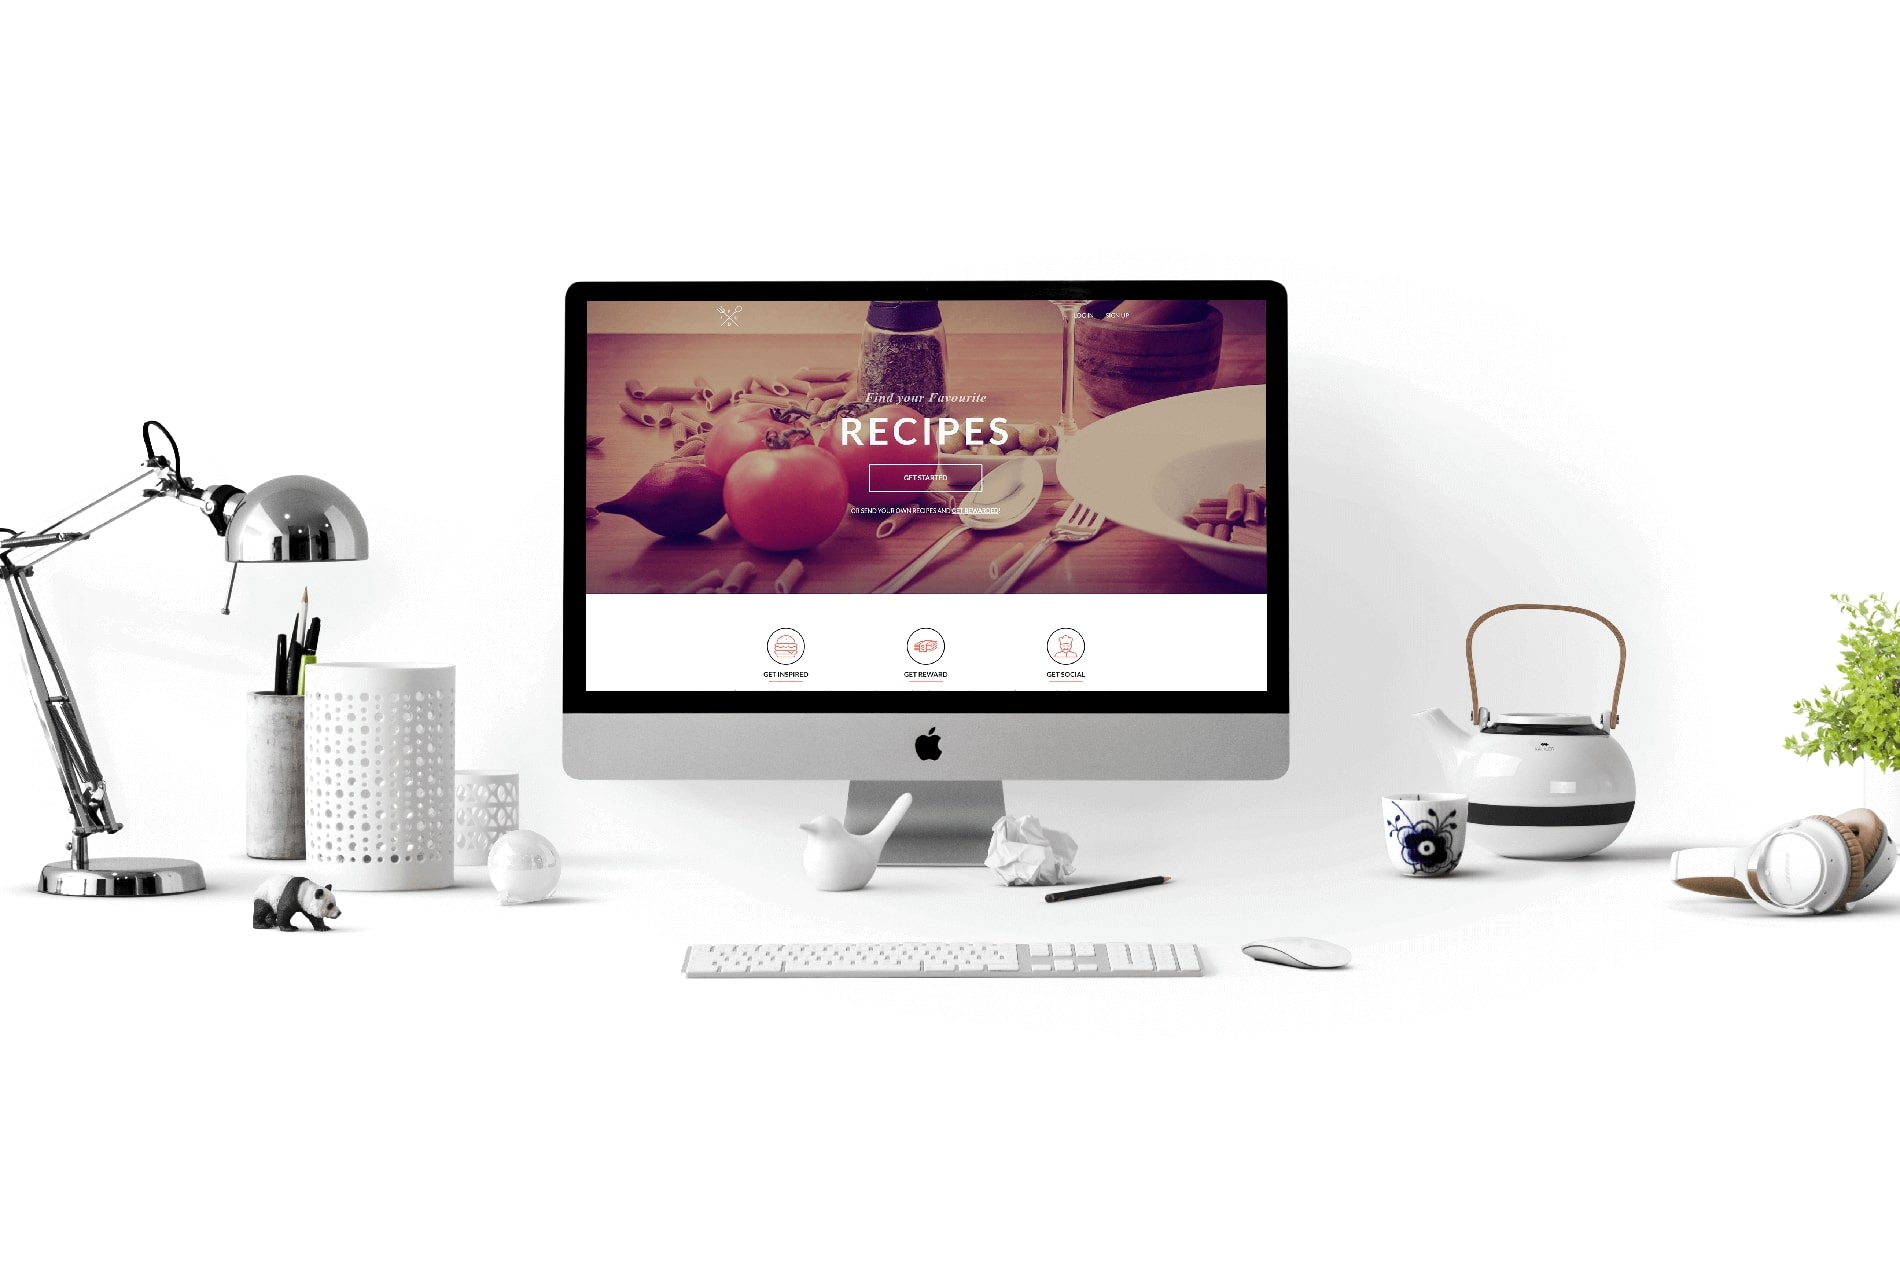 LOG IN SIGN UP
Find your Favourite
RECIPES
GET STARTED
OR SEND YOUR OWN RECIPES AND GET REWARDED!
GET INSPIRED GET REWARD GET SOCIAL